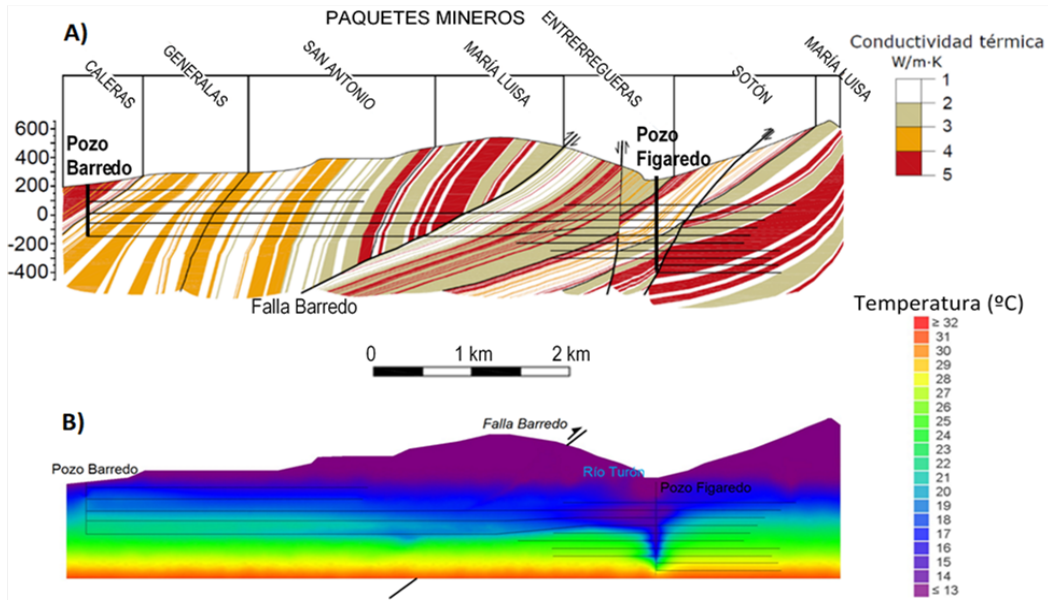 PAQUETES MINEROS
A)
CALERAS
GENERALAS
SAN ANTONIO
MARÍA LUISA
ENTRERREGUERAS
SOTÓN
MARÍA LUISA
Conductividad térmica
W/m·K
1
2
3
4
5
600
400
200
0
-200
-400
Pozo
Barredo
Pozo
Figaredo
Falla Barredo
0 1 km 2 km
Temperatura (ºC)
≥ 32
31
30
29
28
27
26
25
24
23
22
21
20
19
18
17
16
15
14
≤ 13
B)
Falla Barredo
Pozo Barredo
Río Turón
Pozo Figaredo